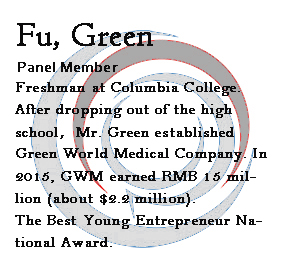 Fu, Green
Panel Member
Freshman at Columbia College.
After dropping out of the high
school, Mr. Green established
Green World Medical Company. In
2015, GWM earned RMB 15 mil-
lion (about $2.2 million).
The Best Young Entrepreneur Na-
tional Award.